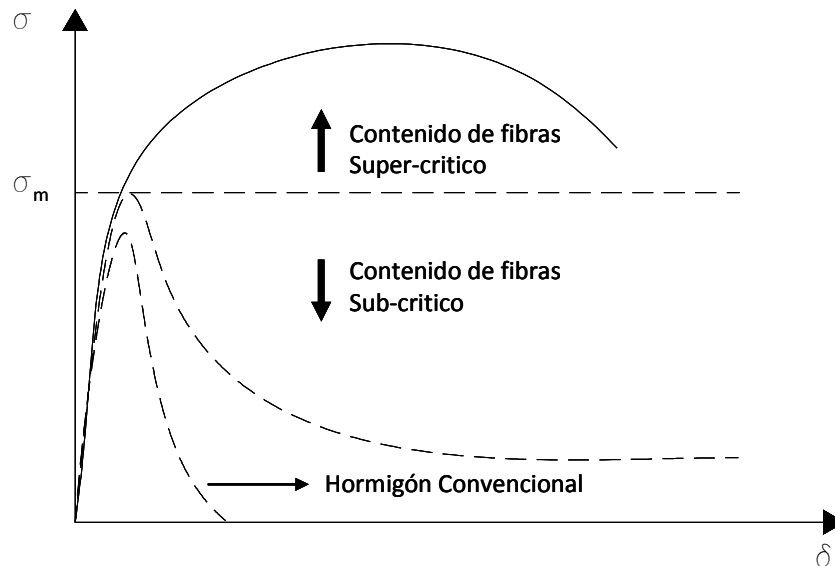 σ
Contenido de fibras
Super-critico
σm
Contenido de fibras
Sub-critico
Hormigón Convencional
δ